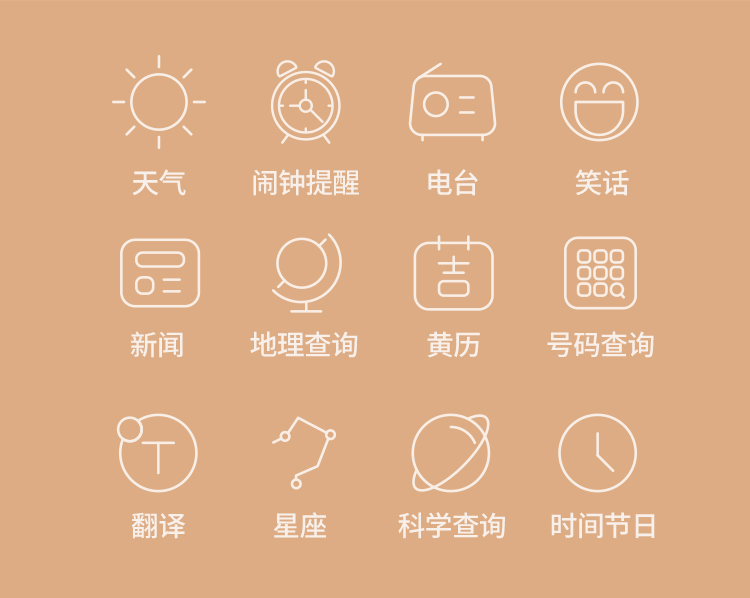 天气 闹钟提醒 电台 笑话
新闻 地理查询 黄历 号码查询
翻译 星座 科学查询 时间节日